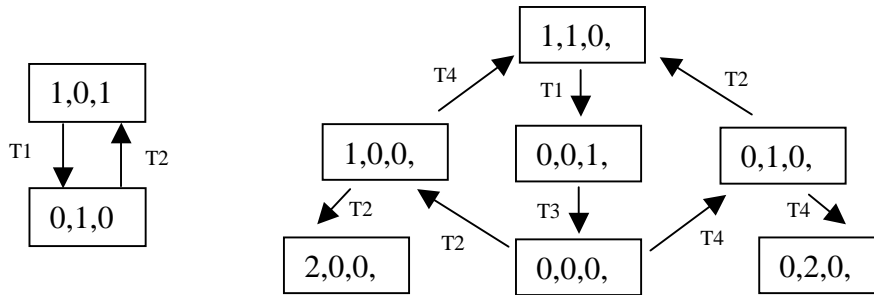 1,0,1
T1
T2
0,1,0
1,1,0,
T4
T1
T2
1,0,0,
0,0,1,
0,1,0,
T2
T3
T4
T2
T4
2,0,0,
0,0,0,
0,2,0,